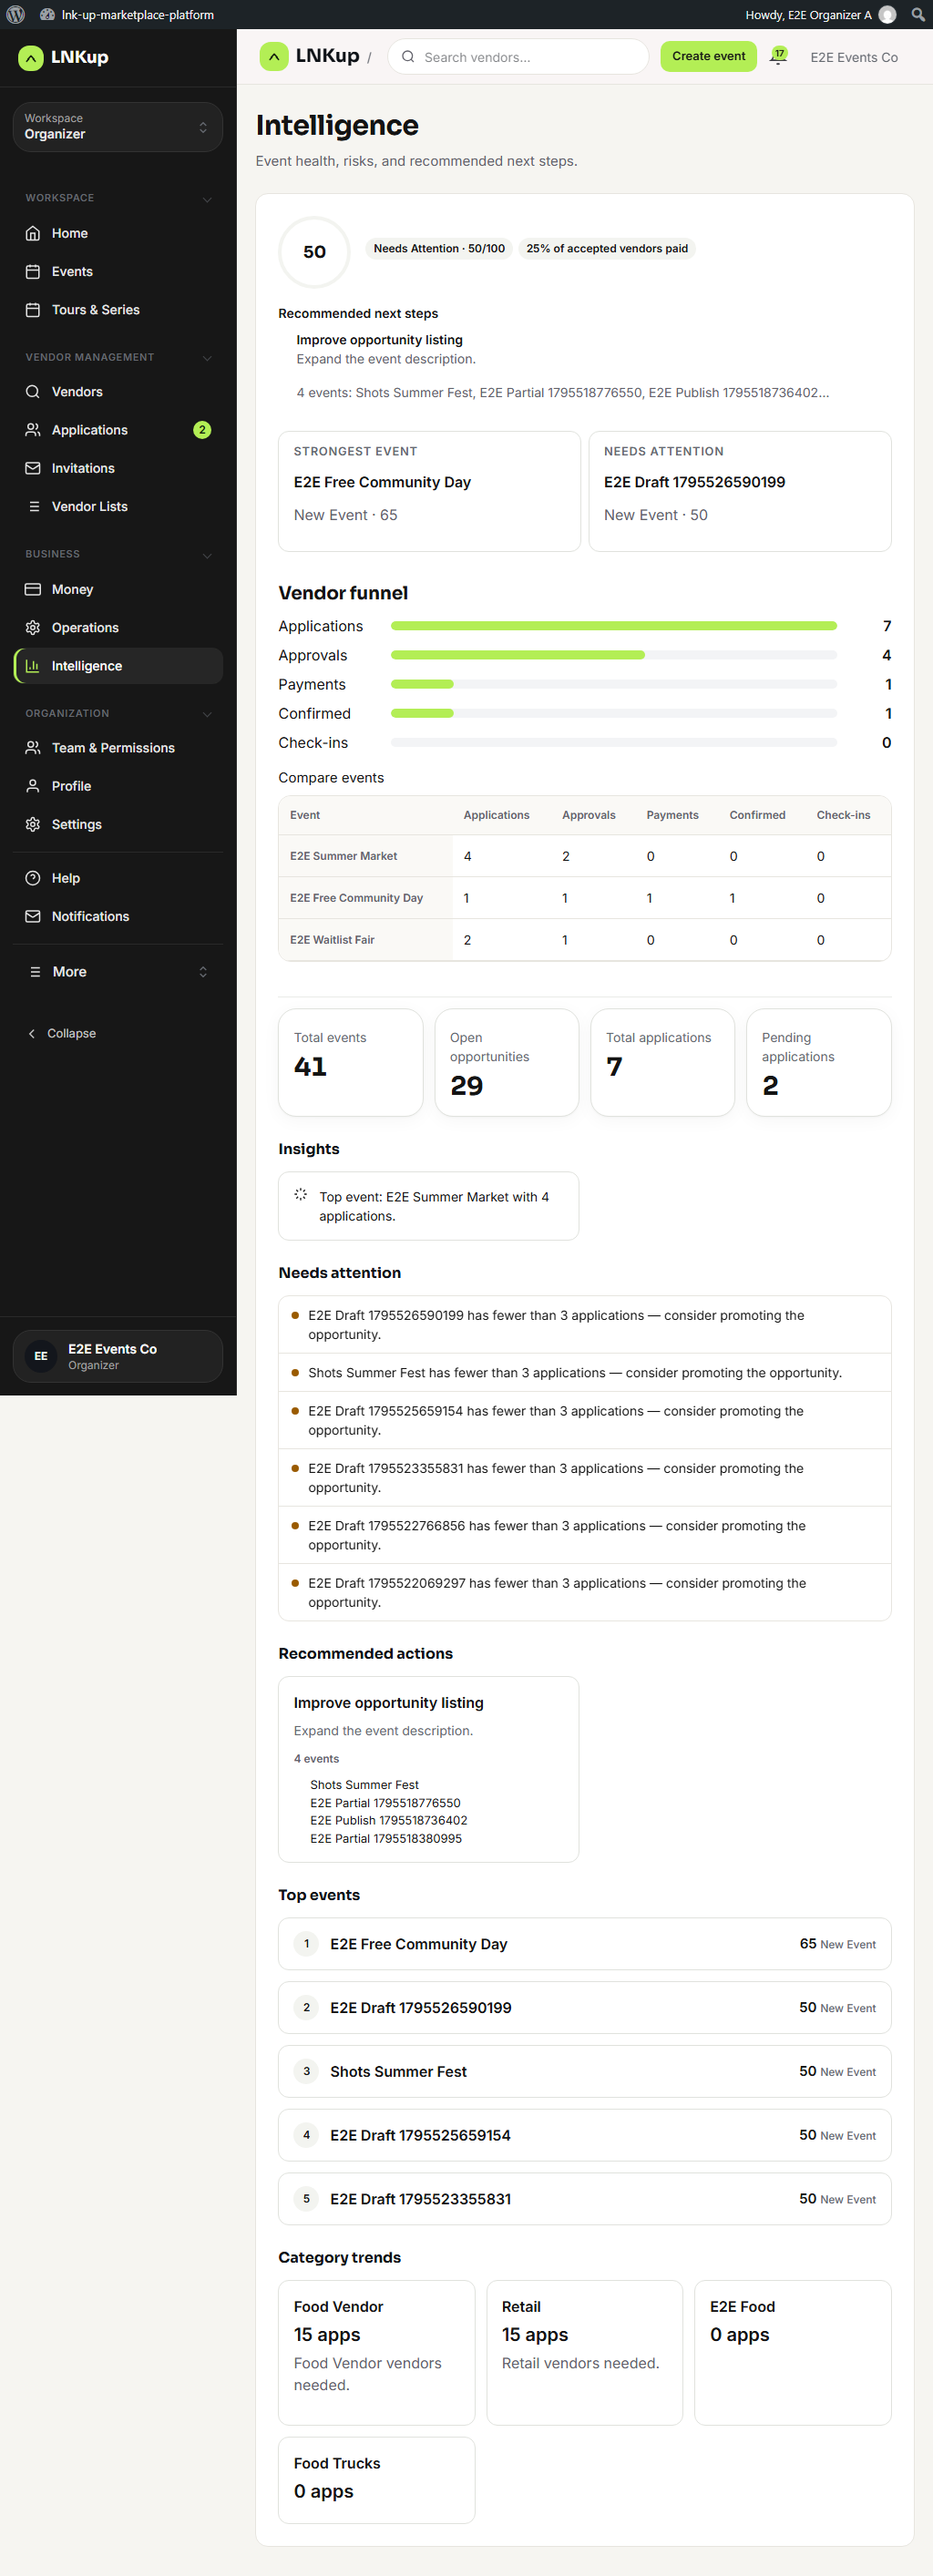 lnk-up-marketplace-platform
Howdy, E2E Organizer A
LNKup
LNKup /
Search vendors...
Create event
17
E2E Events Co
Workspace
Organizer
WORKSPACE
Home
Events
Tours & Series
VENDOR MANAGEMENT
Vendors
Applications
2
Invitations
Vendor Lists
BUSINESS
Money
Operations
Intelligence
ORGANIZATION
Team & Permissions
Profile
Settings
Help
Notifications
More
Collapse
EE
E2E Events Co
Organizer
Intelligence
Event health, risks, and recommended next steps.
50
Needs Attention · 50/100
25% of accepted vendors paid
Recommended next steps
Improve opportunity listing
Expand the event description.
4 events: Shots Summer Fest, E2E Partial 1795518776550, E2E Publish 1795518736402...
STRONGEST EVENT
E2E Free Community Day
New Event · 65
NEEDS ATTENTION
E2E Draft 1795526590199
New Event · 50
Vendor funnel
Applications 7
Approvals 4
Payments 1
Confirmed 1
Check-ins 0
Compare events
Event Applications Approvals Payments Confirmed Check-ins
E2E Summer Market 4 2 0 0 0
E2E Free Community Day 1 1 1 1 0
E2E Waitlist Fair 2 1 0 0 0
Total events
41
Open
opportunities
29
Total applications
7
Pending
applications
2
Insights
Top event: E2E Summer Market with 4
applications.
Needs attention
E2E Draft 1795526590199 has fewer than 3 applications — consider promoting the
opportunity.
Shots Summer Fest has fewer than 3 applications — consider promoting the opportunity.
E2E Draft 1795525659154 has fewer than 3 applications — consider promoting the
opportunity.
E2E Draft 1795523355831 has fewer than 3 applications — consider promoting the
opportunity.
E2E Draft 1795522766856 has fewer than 3 applications — consider promoting the
opportunity.
E2E Draft 1795522069297 has fewer than 3 applications — consider promoting the
opportunity.
Recommended actions
Improve opportunity listing
Expand the event description.
4 events
Shots Summer Fest
E2E Partial 1795518776550
E2E Publish 1795518736402
E2E Partial 1795518380995
Top events
1 E2E Free Community Day 65 New Event
2 E2E Draft 1795526590199 50 New Event
3 Shots Summer Fest 50 New Event
4 E2E Draft 1795525659154 50 New Event
5 E2E Draft 1795523355831 50 New Event
Category trends
Food Vendor
15 apps
Food Vendor vendors
needed.
Retail
15 apps
Retail vendors needed.
E2E Food
0 apps
Food Trucks
0 apps